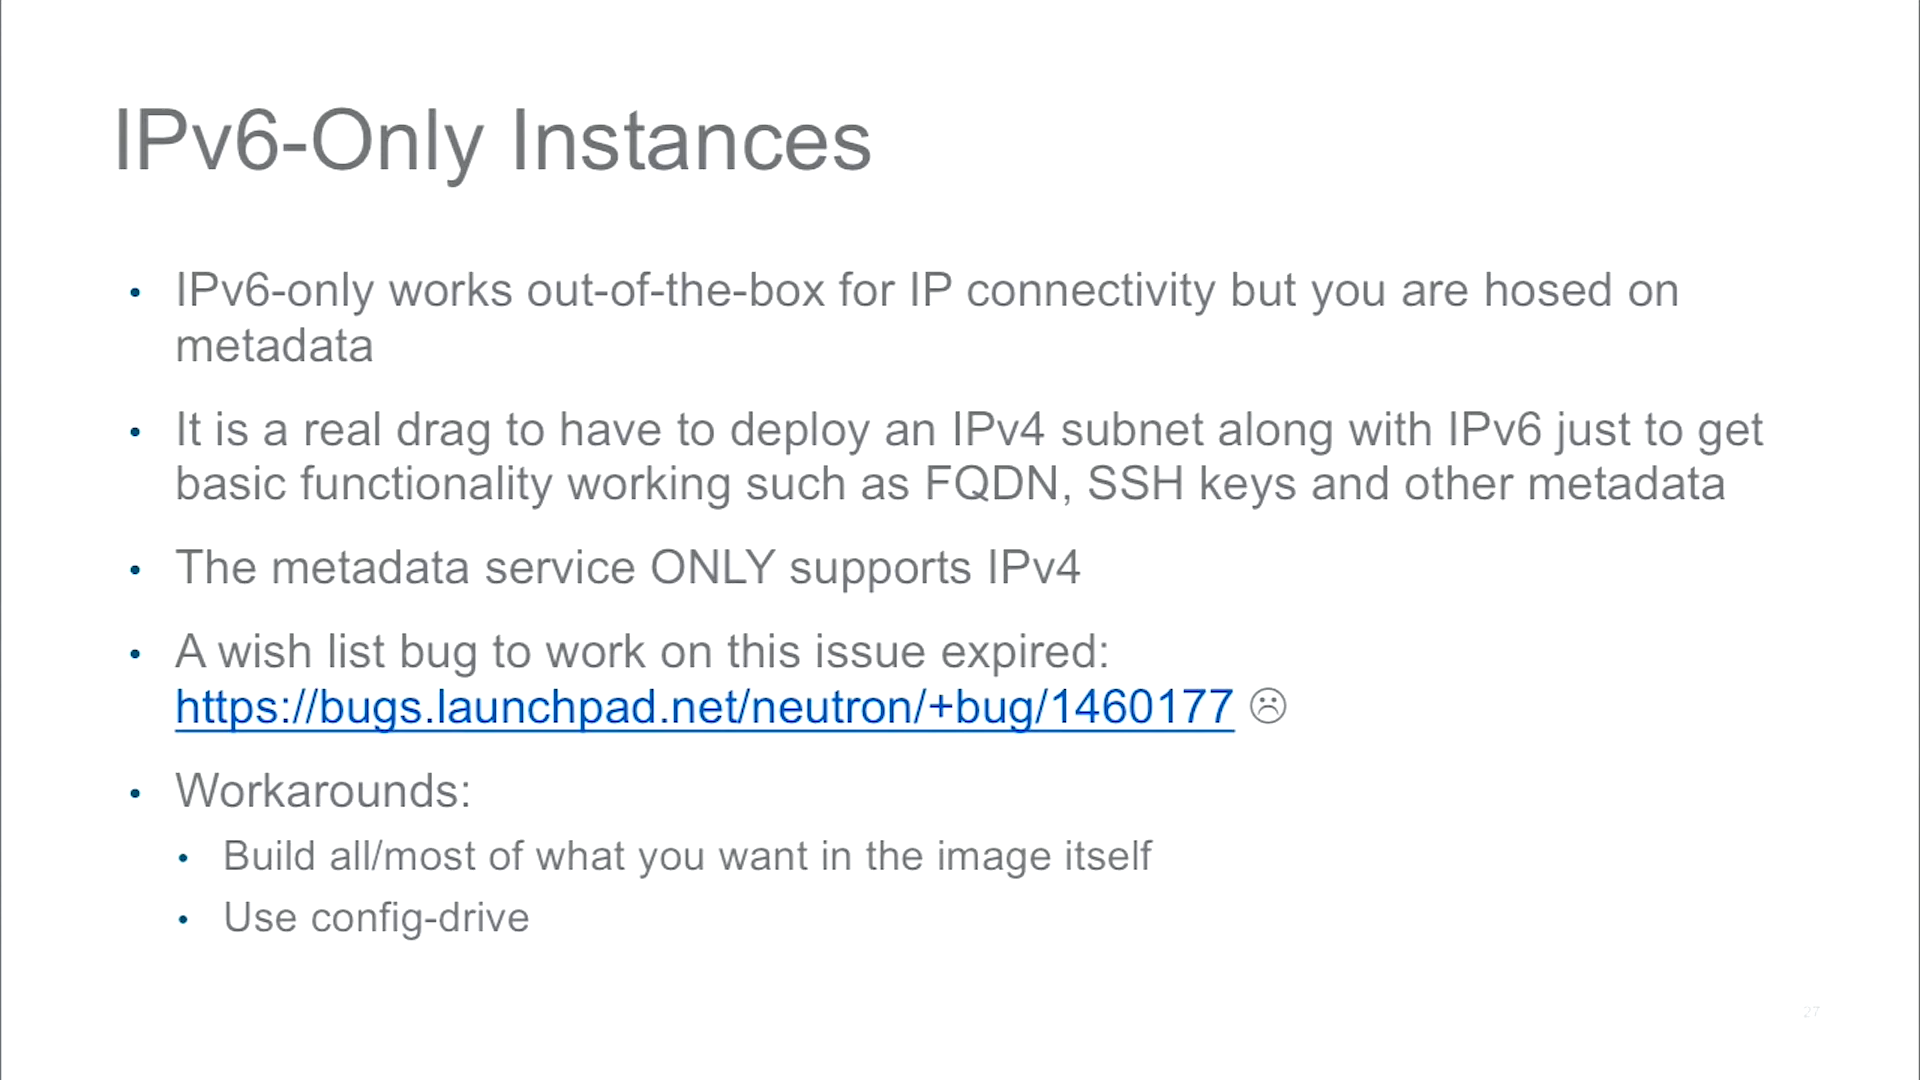 IPv6-Only Instances
• IPv6-only works out-of-the-box for IP connectivity but you are hosed on
metadata
• It is a real drag to have to deploy an IPv4 subnet along with IPv6 just to get
basic functionality working such as FQDN, SSH keys and other metadata
• The metadata service ONLY supports IPv4
• A wish list bug to work on this issue expired:
https://bugs.launchpad.net/neutron/+bug/1460177 ☹
• Workarounds:
• Build all/most of what you want in the image itself
• Use config-drive
27